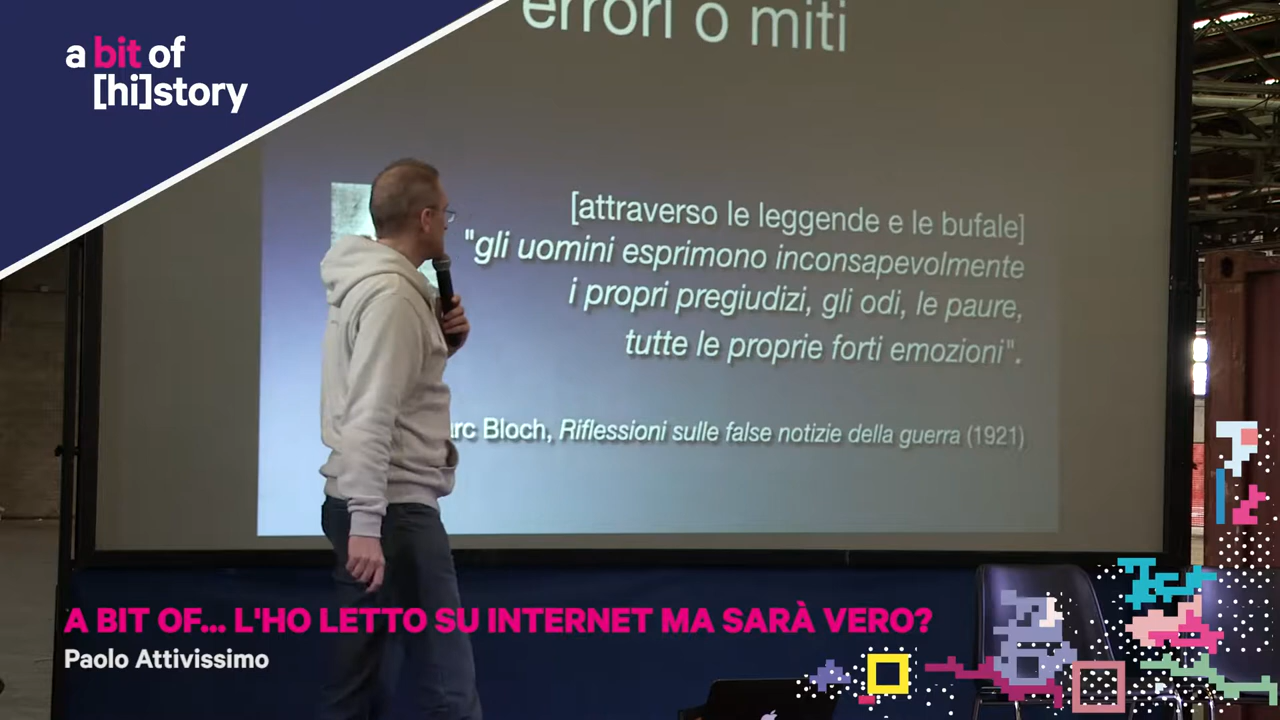 a bit of
[hi]story
errori o miti
[attraverso le leggende e le bufale]
"gli uomini esprimono inconsapevolmente
i propri pregiudizi, gli odi, le paure,
tutte le proprie forti emozioni".
Bloch, Riflessioni sulle false notizie della guerra (1921)
A BIT OF... L'HO LETTO SU INTERNET MA SARÀ VERO?
Paolo Attivissimo